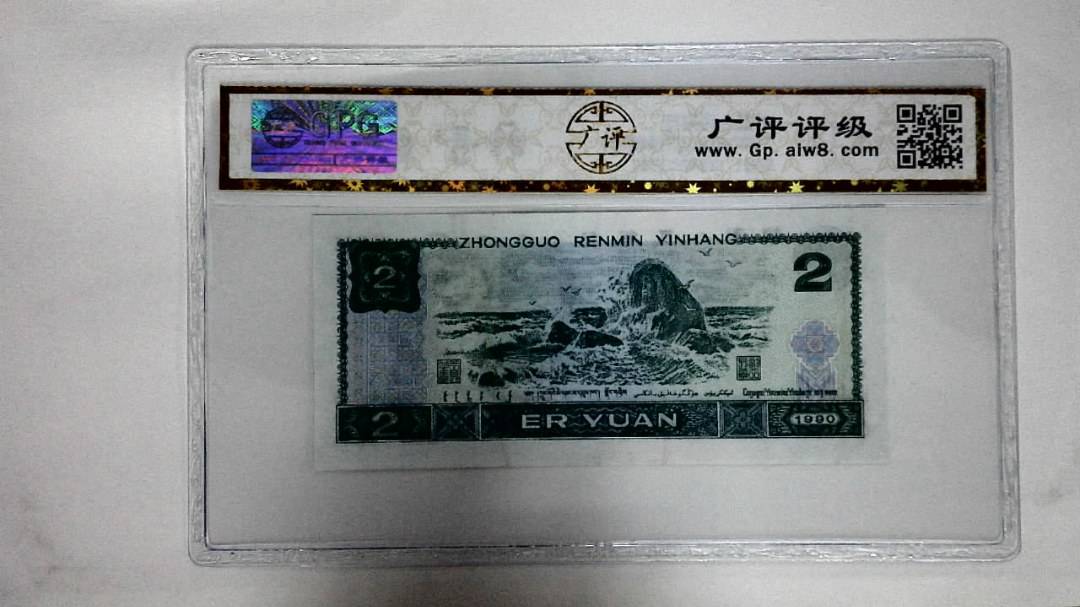 GPG
广评
广评评级
www. Gp. aiw8. com
ZHONGGUO RENMIN YINHANG
2
2
2
ER YUAN
1990